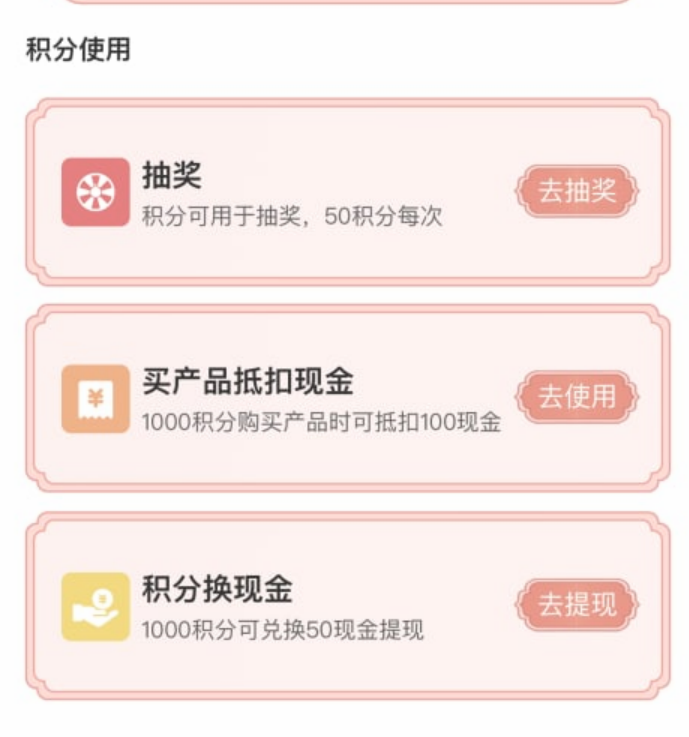 积分使用
抽奖
积分可用于抽奖，50积分每次
去抽奖
买产品抵扣现金
1000积分购买产品时可抵扣100现金
去使用
积分换现金
1000积分可兑换50现金提现
去提现